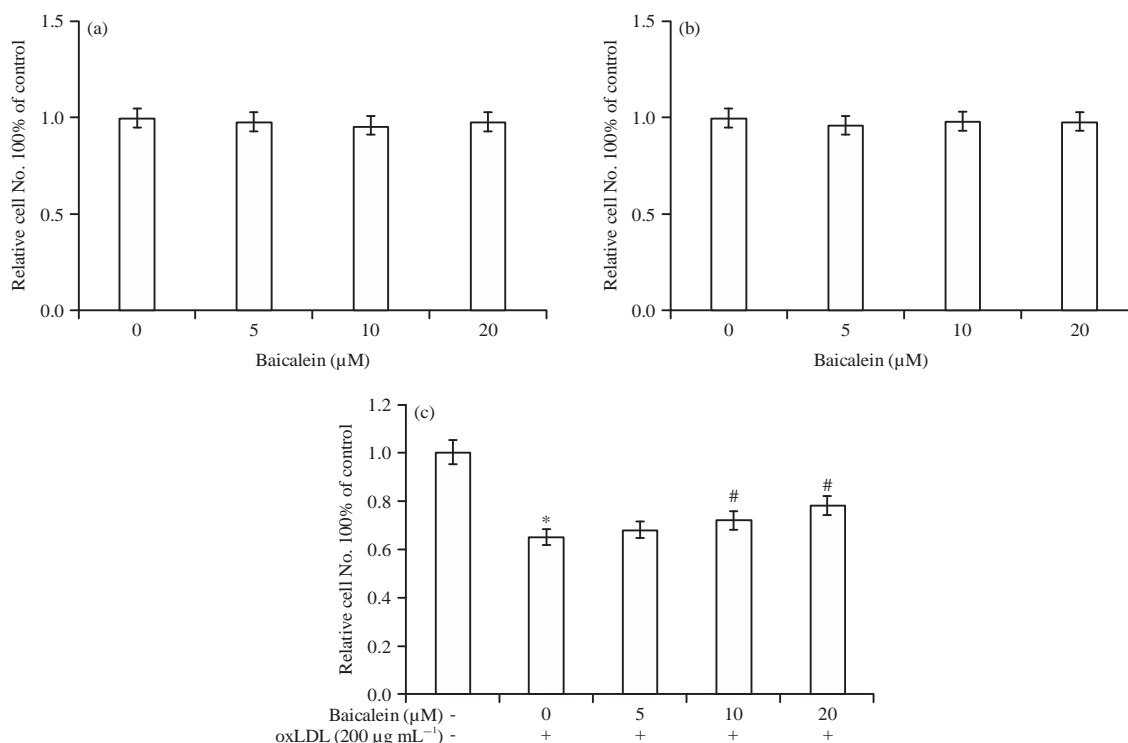 (a)
Relative cell No. 100% of control
1.5
1.0
0.5
0.0
0 5 10 20
Baicalein (µM)
(b)
Relative cell No. 100% of control
1.5
1.0
0.5
0.0
0 5 10 20
Baicalein (µM)
(c)
Relative cell No. 100% of control
1.2
1.0
0.8
0.6
0.4
0.2
0.0
* # #
Baicalein (µM) - 0 5 10 20
oxLDL (200 µg mL⁻¹) - + + + +